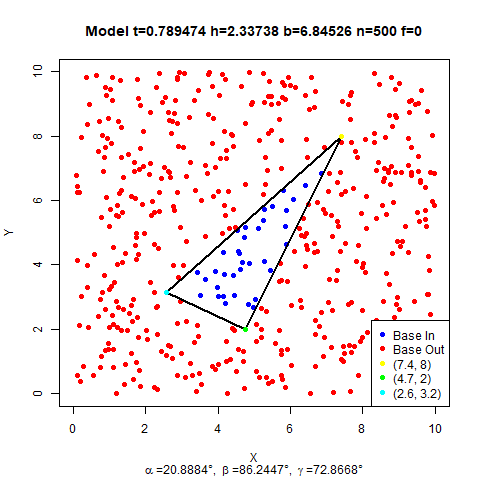 Model t=0.789474 h=2.33738 b=6.84526 n=500 f=0
10
8
6
4
2
0
Y
Base In
Base Out
(7.4, 8)
(4.7, 2)
(2.6, 3.2)
0 2 4 6 8 10
X
α=20.8884°, β=86.2447°, γ=72.8668°